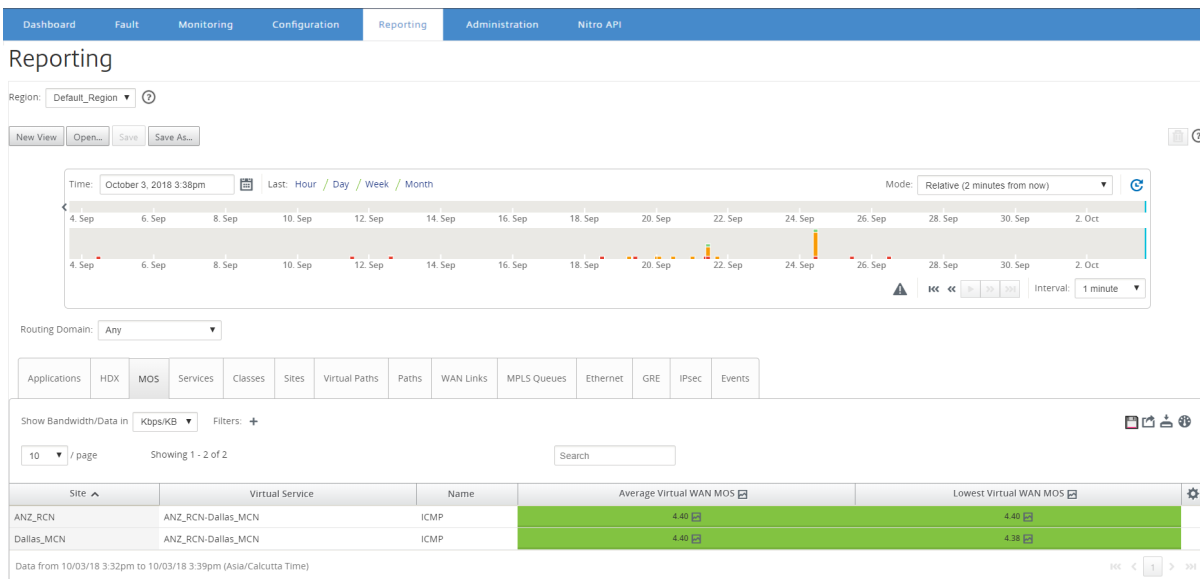 Dashboard Fault Monitoring Configuration Reporting Administration Nitro API
Reporting
Region: Default_Region ?
New View Open... Save Save As... ?
Time: October 3, 2018 3:38pm Last: Hour / Day / Week / Month Mode: Relative (2 minutes from now)
4. Sep 6. Sep 8. Sep 10. Sep 12. Sep 14. Sep 16. Sep 18. Sep 20. Sep 22. Sep 24. Sep 26. Sep 28. Sep 30. Sep 2. Oct
4. Sep 6. Sep 8. Sep 10. Sep 12. Sep 14. Sep 16. Sep 18. Sep 20. Sep 22. Sep 24. Sep 26. Sep 28. Sep 30. Sep 2. Oct
Interval: 1 minute
Routing Domain: Any
Applications HDX MOS Services Classes Sites Virtual Paths Paths WAN Links MPLS Queues Ethernet GRE IPsec Events
Show Bandwidth/Data in Kbps/KB Filters: +
10 / page Showing 1 - 2 of 2 Search
Site Virtual Service Name Average Virtual WAN MOS Lowest Virtual WAN MOS
ANZ_RCN ANZ_RCN-Dallas_MCN ICMP 4.40 4.40
Dallas_MCN ANZ_RCN-Dallas_MCN ICMP 4.40 4.38
Data from 10/03/18 3:32pm to 10/03/18 3:39pm (Asia/Calcutta Time) 1